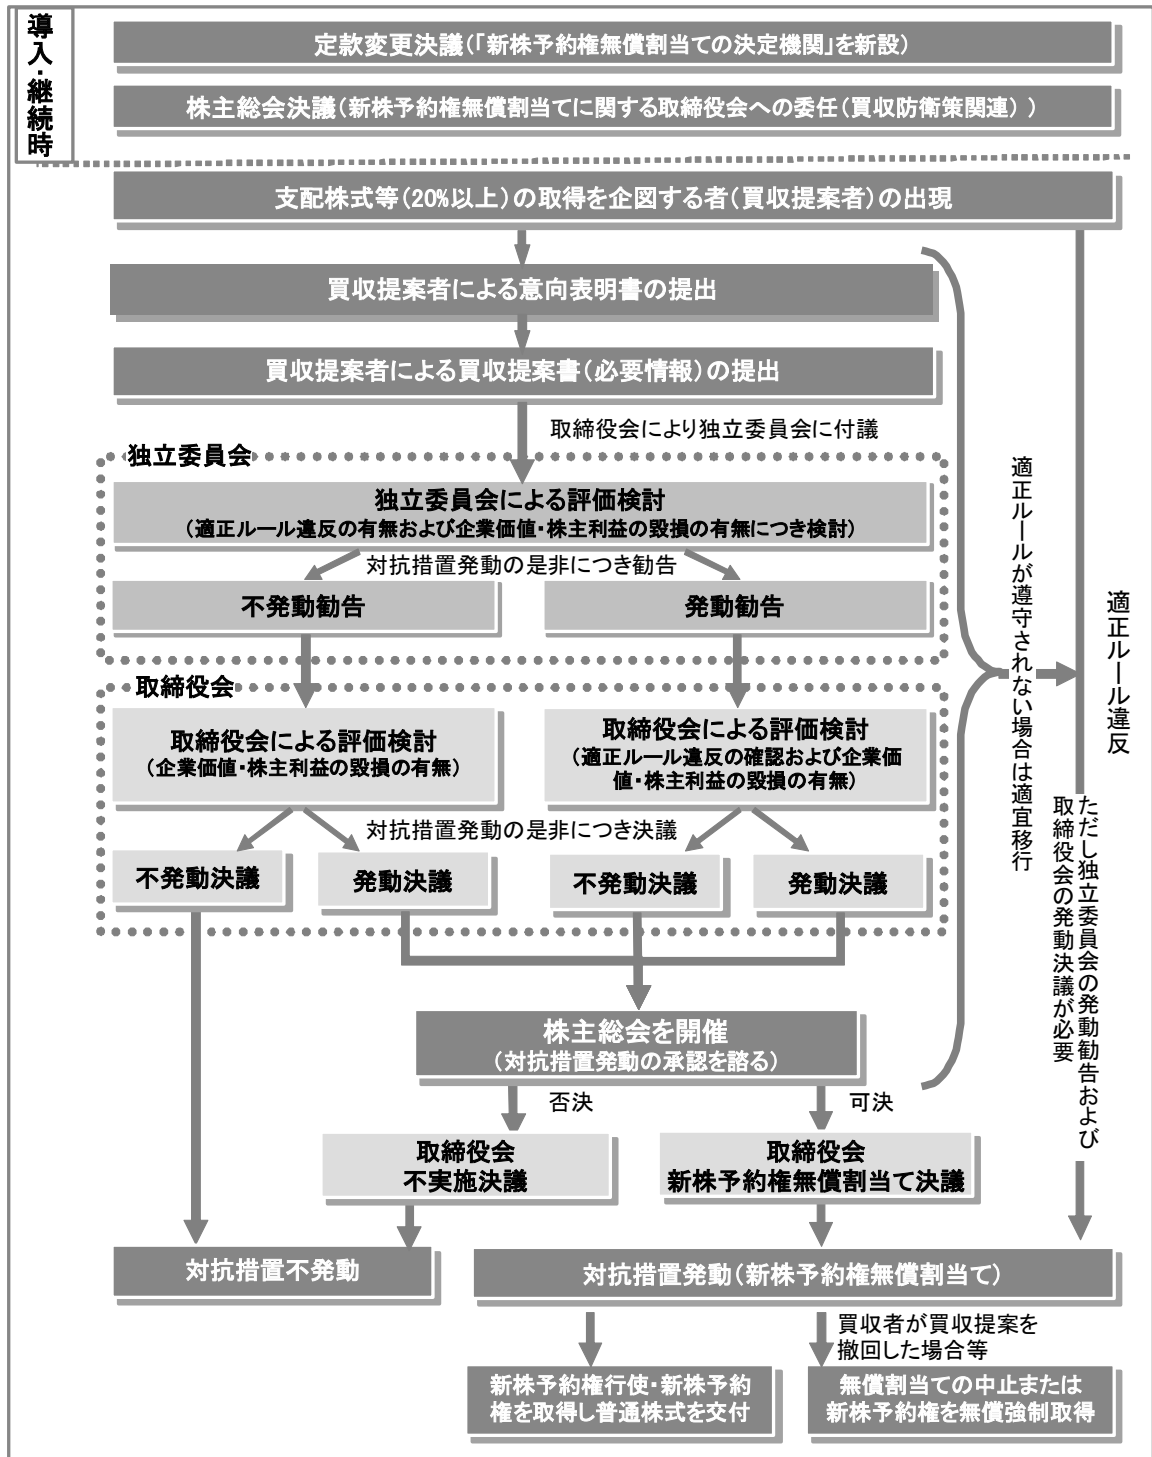 導入・継続時
定款変更決議(「新株予約権無償割当ての決定機関」を新設)
株主総会決議(新株予約権無償割当てに関する取締役会への委任(買収防衛策関連) )
支配株式等(20%以上)の取得を企図する者(買収提案者)の出現
買収提案者による意向表明書の提出
買収提案者による買収提案書(必要情報)の提出
取締役会により独立委員会に付議
独立委員会
独立委員会による評価検討
(適正ルール違反の有無および企業価値・株主利益の毀損の有無につき検討)
対抗措置発動の是非につき勧告
不発動勧告
発動勧告
取締役会
取締役会による評価検討
(企業価値・株主利益の毀損の有無)
取締役会による評価検討
(適正ルール違反の確認および企業価
値・株主利益の毀損の有無)
対抗措置発動の是非につき決議
不発動決議
発動決議
不発動決議
発動決議
株主総会を開催
(対抗措置発動の承認を諮る)
否決
可決
取締役会
不実施決議
取締役会
新株予約権無償割当て決議
適正ルールが遵守されない場合は適宜移行
適正ルール違反
ただし独立委員会の発動勧告および
取締役会の発動決議が必要
対抗措置不発動
対抗措置発動(新株予約権無償割当て)
買収者が買収提案を
撤回した場合等
新株予約権行使・新株予約
権を取得し普通株式を交付
無償割当ての中止または
新株予約権を無償強制取得